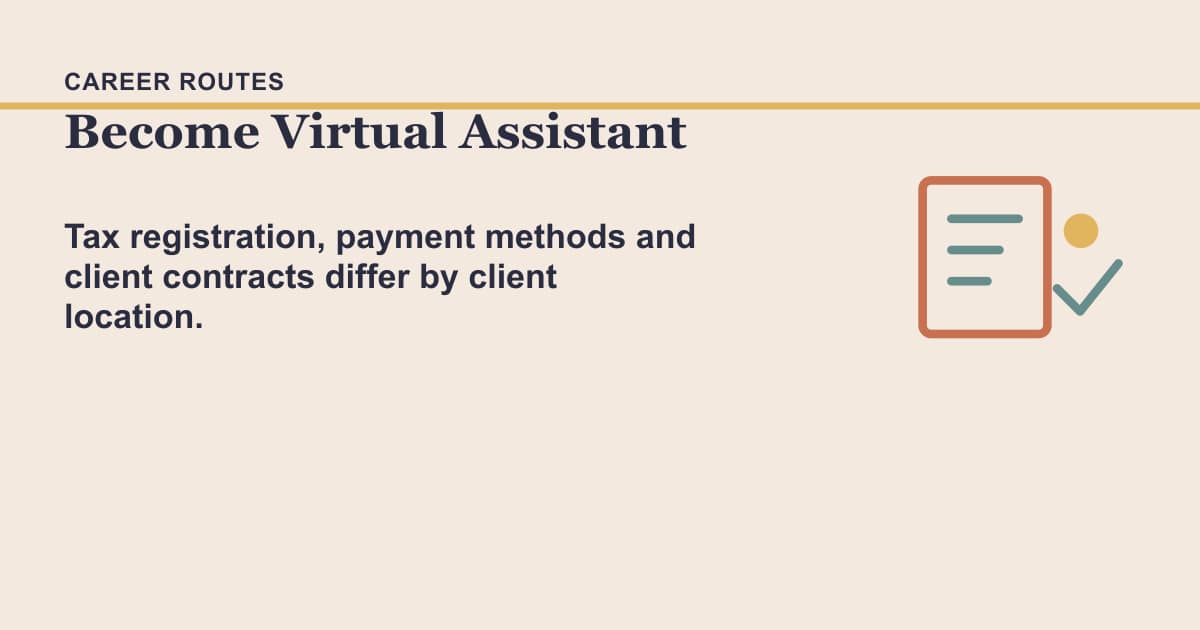 CAREER ROUTES
Become Virtual Assistant
Tax registration, payment methods and
client contracts differ by client
location.